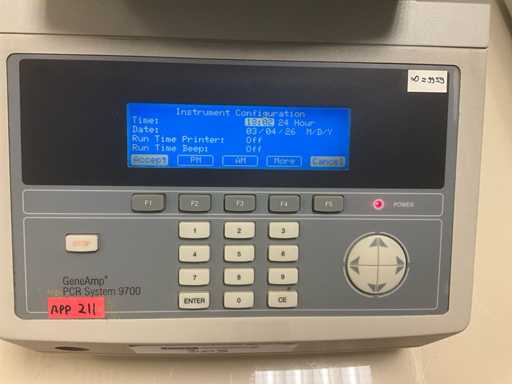 Instrument Configuration
Time: 18:02 24 Hour
Date: 03/04/26 M/D/Y
Run Time Printer: Off
Run Time Beep: Off
Accept PM AM More Cancel
F1 F2 F3 F4 F5 POWER
STOP
1 2 3
4 5 6
7 8 9
ENTER 0 CE
GeneAmp®
PCR System 9700
APP 211